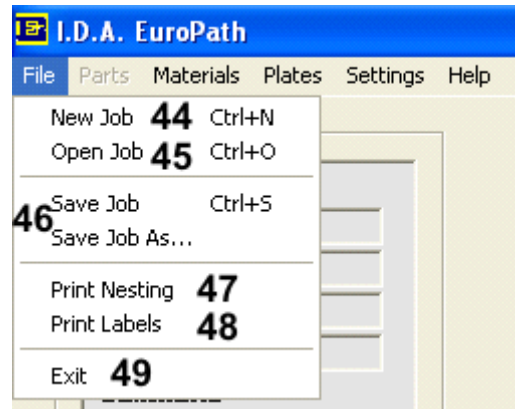 I.D.A. EuroPath
File Parts Materials Plates Settings Help
New Job 44 Ctrl+N
Open Job 45 Ctrl+O
46
Save Job Ctrl+S
Save Job As...
Print Nesting 47
Print Labels 48
Exit 49